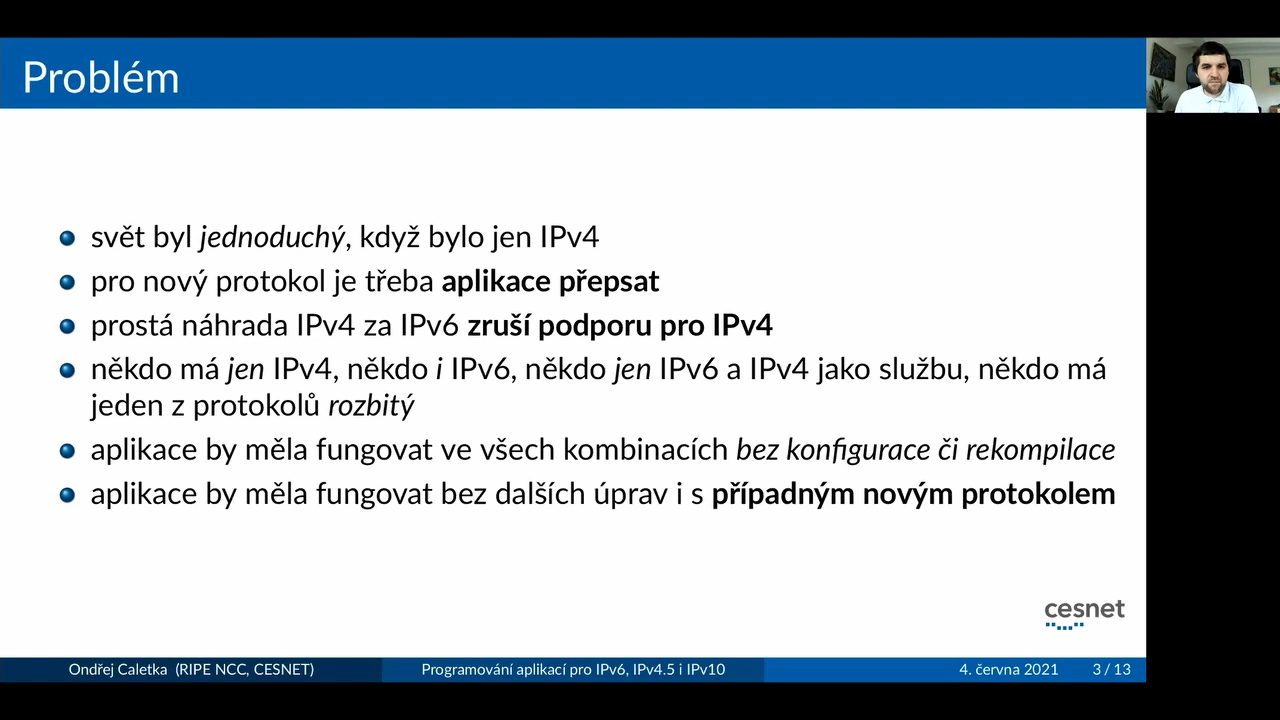 Problém
svět byl jednoduchý, když bylo jen IPv4
pro nový protokol je třeba aplikace přepsat
prostá náhrada IPv4 za IPv6 zruší podporu pro IPv4
někdo má jen IPv4, někdo i IPv6, někdo jen IPv6 a IPv4 jako službu, někdo má
jeden z protokolů rozbitý
aplikace by měla fungovat ve všech kombinacích bez konfigurace či rekompilace
aplikace by měla fungovat bez dalších úprav i s případným novým protokolem
cesnet
Ondřej Caletka (RIPE NCC, CESNET) Programování aplikací pro IPv6, IPv4.5 i IPv10 4. června 2021 3 / 13